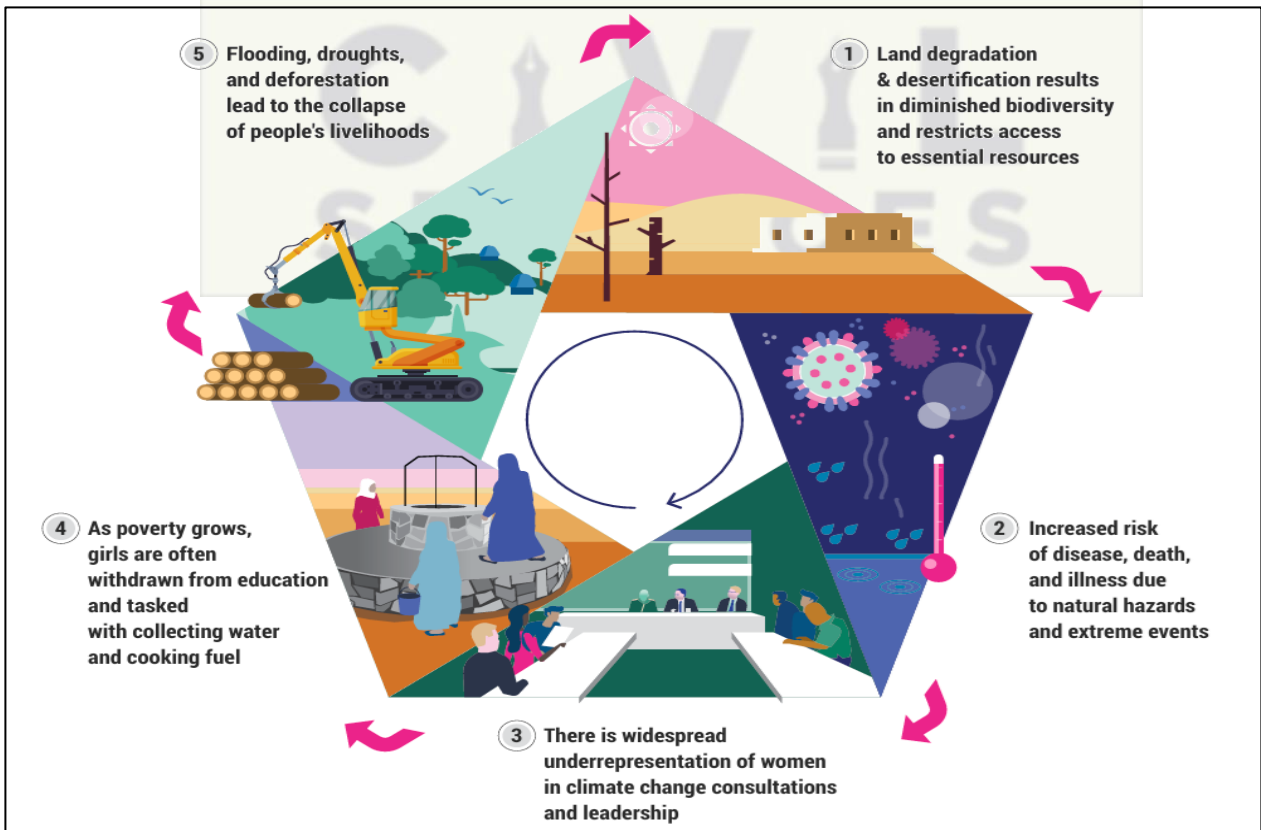 CIVIL
1 Land degradation
& desertification results
in diminished biodiversity
and restricts access
to essential resources
2 Increased risk
of disease, death,
and illness due
to natural hazards
and extreme events
3 There is widespread
underrepresentation of women
in climate change consultations
and leadership
4 As poverty grows,
girls are often
withdrawn from education
and tasked
with collecting water
and cooking fuel
5 Flooding, droughts,
and deforestation
lead to the collapse
of people's livelihoods